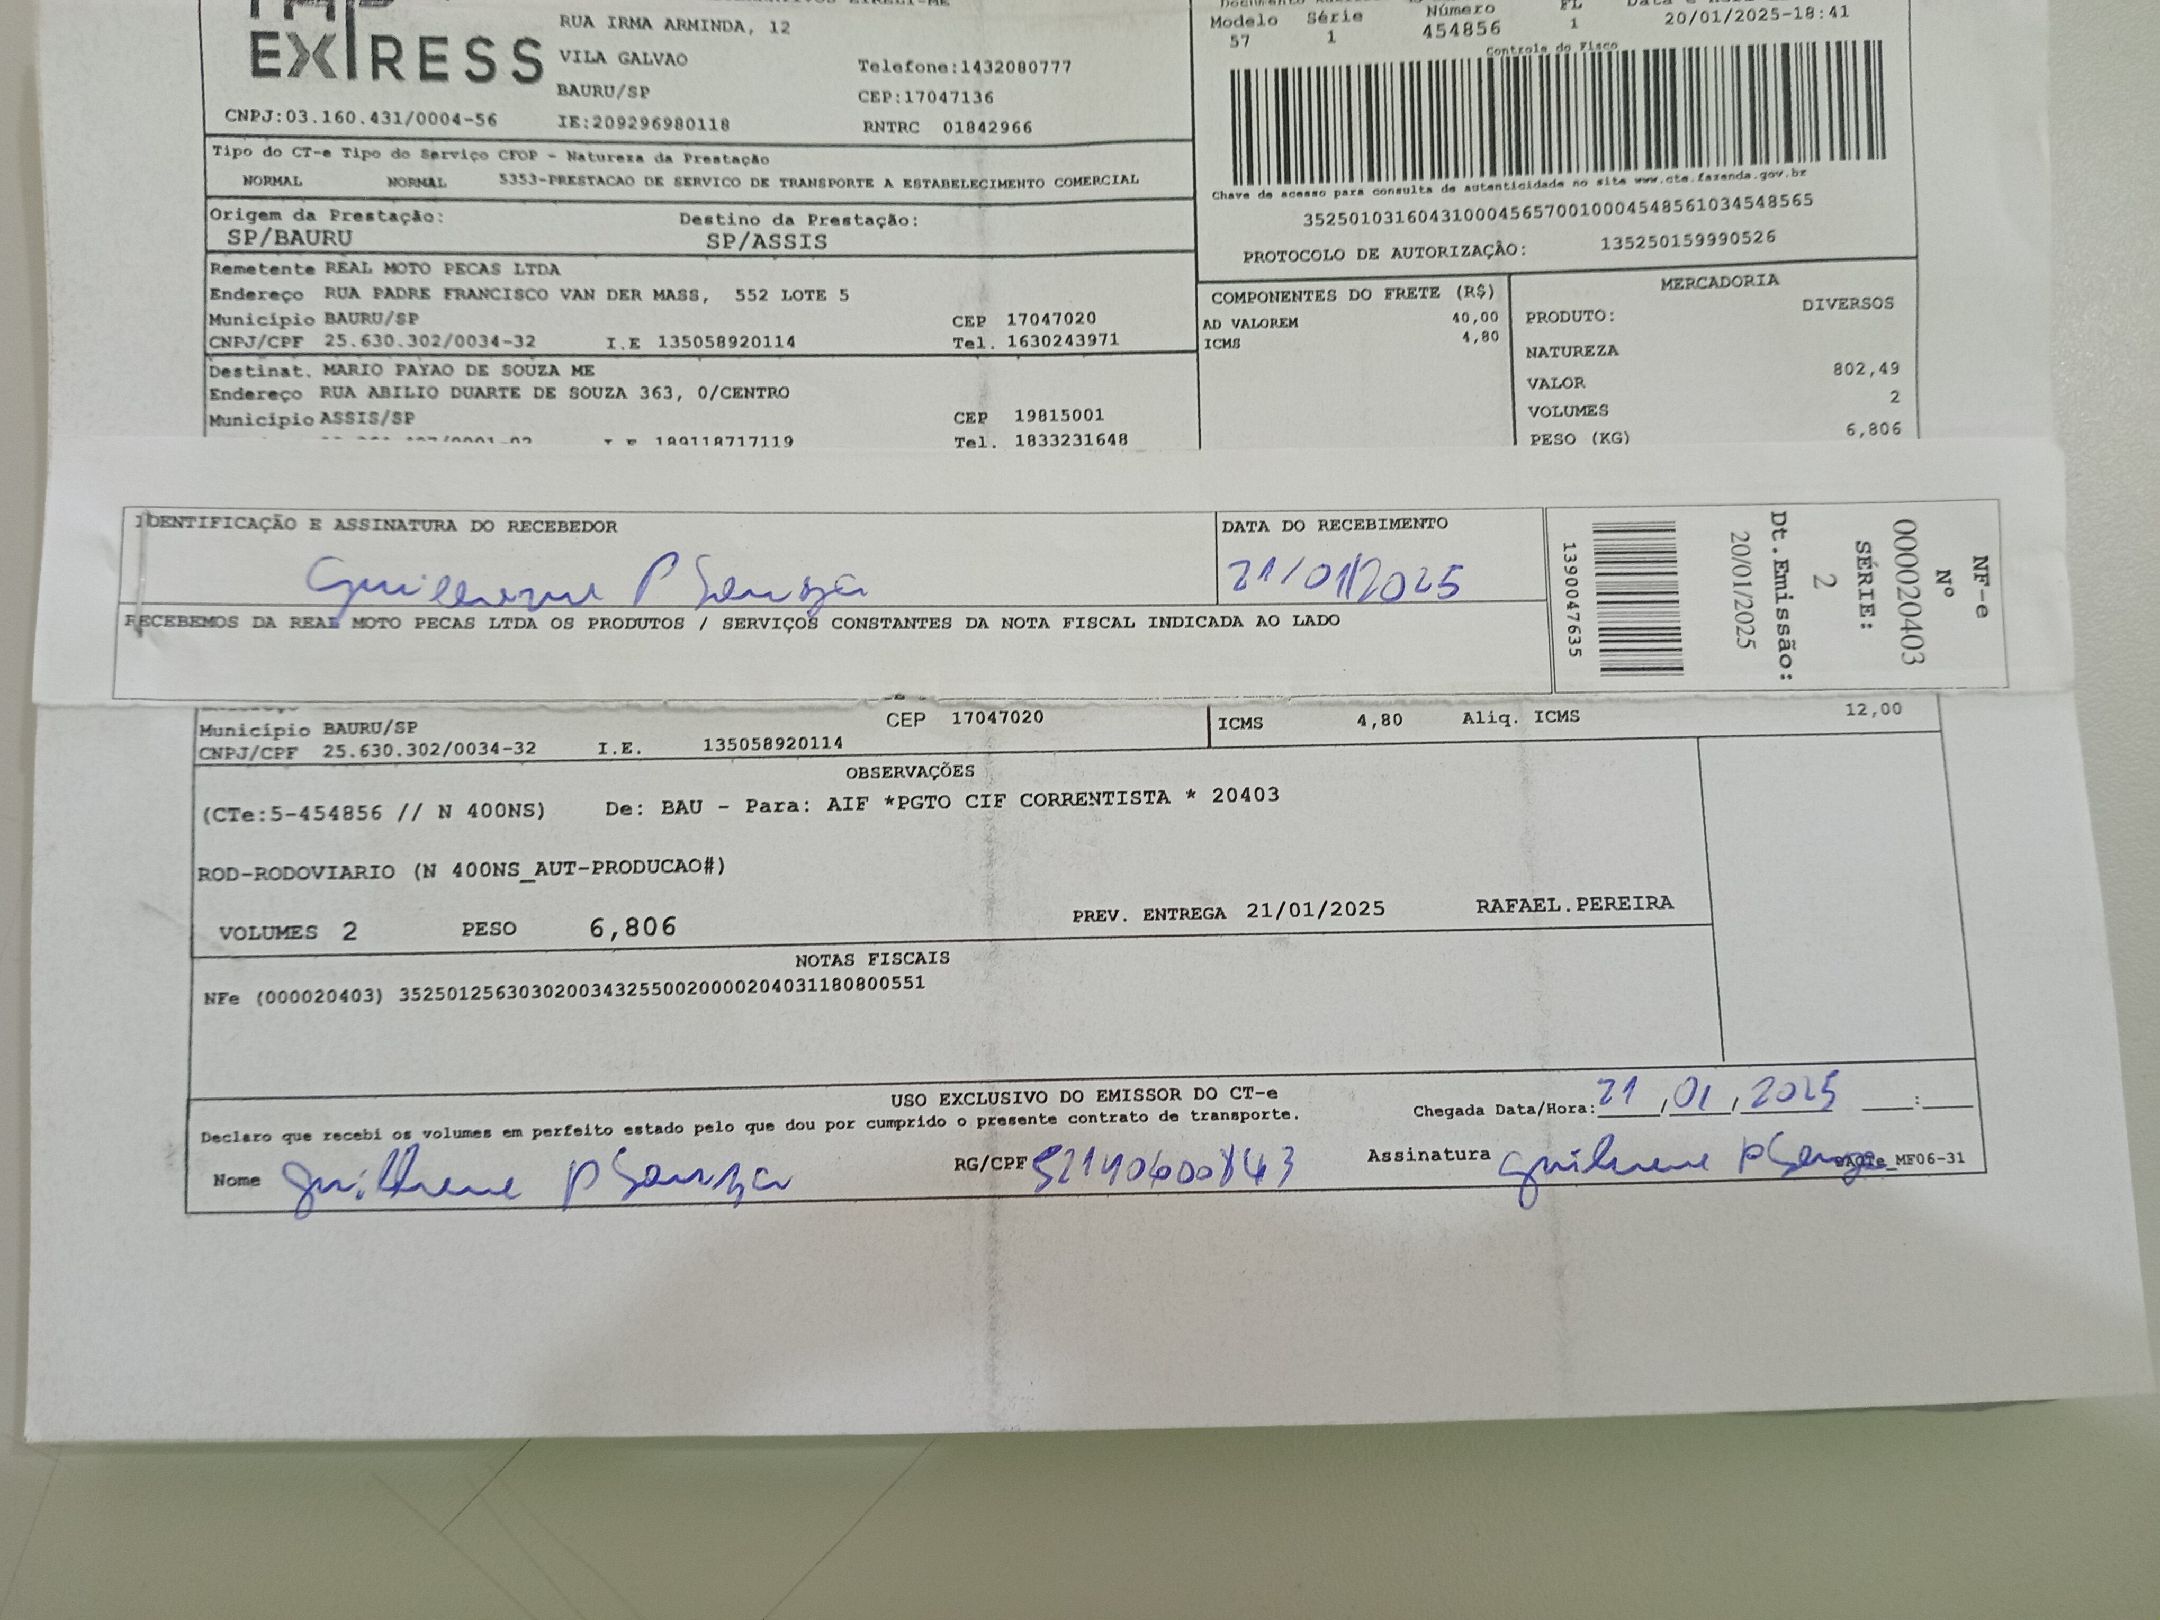 EXPRESS
RUA IRMA ARMINDA, 12
VILA GALVAO
BAURU/SP
Telefone:1432080777
CEP:17047136
CNPJ:03.160.431/0004-56
IE:209296980118
RNTRC 01842966
Modelo Série Número FL
57 1 454856 1 20/01/2025-18:41
Controle do Fisco
Chave de acesso para consulta de autenticidade no site www.cte.fazenda.gov.br
35250103160431000456570010004548561034548565
PROTOCOLO DE AUTORIZAÇÃO: 135250159990526
Tipo do CT-e Tipo do Serviço CFOP - Natureza da Prestação
NORMAL NORMAL 5353-PRESTACAO DE SERVICO DE TRANSPORTE A ESTABELECIMENTO COMERCIAL
Origem da Prestação: Destino da Prestação:
SP/BAURU SP/ASSIS
Remetente REAL MOTO PECAS LTDA
Endereço RUA PADRE FRANCISCO VAN DER MASS, 552 LOTE 5
Município BAURU/SP CEP 17047020
CNPJ/CPF 25.630.302/0034-32 I.E 135058920114 Tel. 1630243971
Destinat. MARIO PAYAO DE SOUZA ME
Endereço RUA ABILIO DUARTE DE SOUZA 363, 0/CENTRO
Município ASSIS/SP CEP 19815001
189118717119 Tel. 1833231648
COMPONENTES DO FRETE (R$)
AD VALOREM 40,00
ICMS 4,80
MERCADORIA
PRODUTO: DIVERSOS
NATUREZA
VALOR 802,49
VOLUMES 2
PESO (KG) 6,806
IDENTIFICAÇÃO E ASSINATURA DO RECEBEDOR
Guilherme P Souza
DATA DO RECEBIMENTO
21/01/2025
RECEBEMOS DA REAL MOTO PECAS LTDA OS PRODUTOS / SERVIÇOS CONSTANTES DA NOTA FISCAL INDICADA AO LADO
1390047635
NF-e
Nº
000020403
SÉRIE:
2
Dt.Emissão:
20/01/2025
Município BAURU/SP CEP 17047020
CNPJ/CPF 25.630.302/0034-32 I.E. 135058920114
ICMS 4,80 Aliq. ICMS 12,00
OBSERVAÇÕES
(CTe:5-454856 // N 400NS) De: BAU - Para: AIF *PGTO CIF CORRENTISTA * 20403
ROD-RODOVIARIO (N 400NS_AUT-PRODUCAO#)
VOLUMES 2 PESO 6,806 PREV. ENTREGA 21/01/2025 RAFAEL.PEREIRA
NOTAS FISCAIS
NFe (000020403) 35250125630302003432550020000204031180800551
USO EXCLUSIVO DO EMISSOR DO CT-e
Declaro que recebi os volumes em perfeito estado pelo que dou por cumprido o presente contrato de transporte.
Chegada Data/Hora: 21/01/2025 ___:___
Nome Guilherme P Souza RG/CPF 52140600843 Assinatura Guilherme P Souza